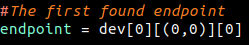 #The first found endpoint
endpoint = dev[0][(0,0)][0]